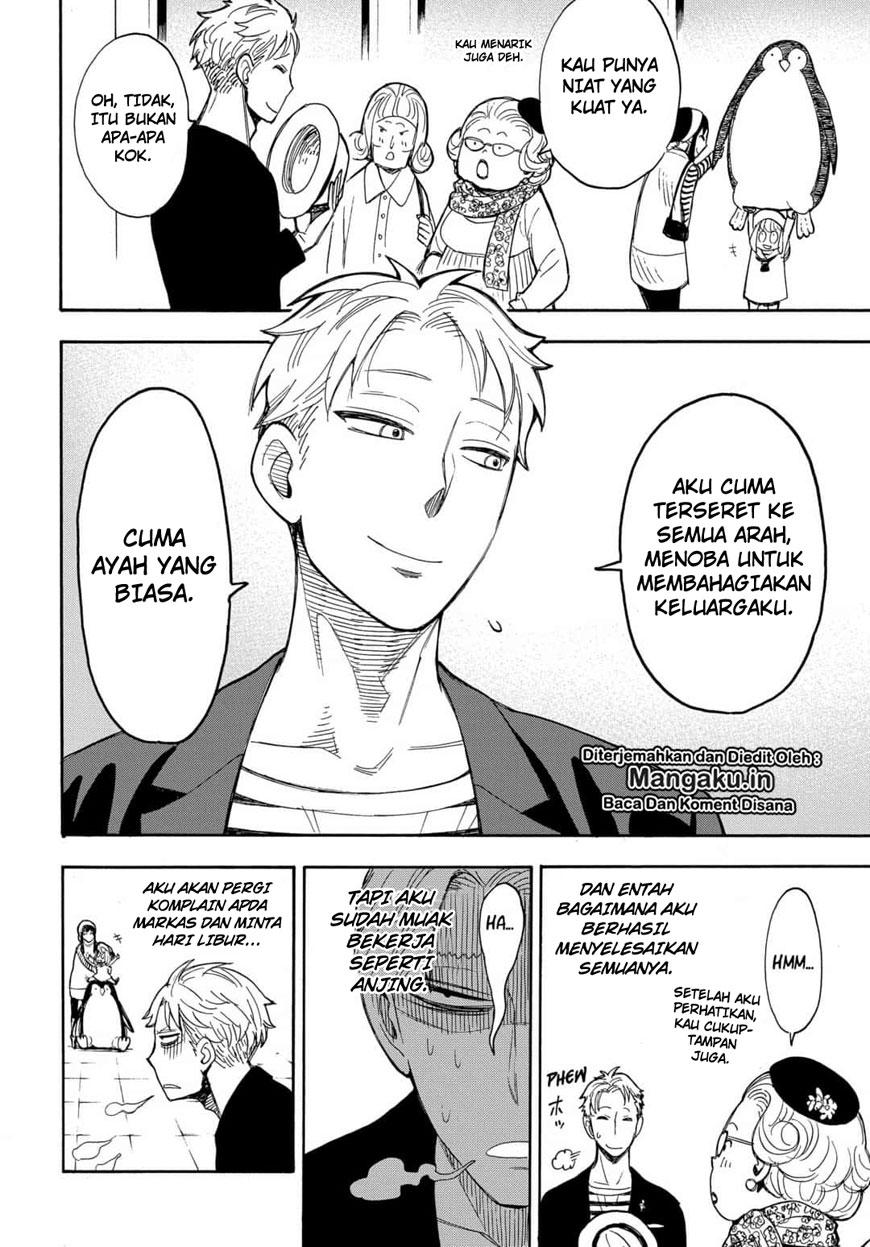 KAU PUNYA
NIAT YANG
KUAT YA.
KAU MENARIK
JUGA DEH.
OH, TIDAK,
ITU BUKAN
APA-APA
KOK.
AKU CUMA
TERSERET KE
SEMUA ARAH,
MENOBA UNTUK
MEMBAHAGIAKAN
KELUARGAKU.
CUMA
AYAH YANG
BIASA.
Diterjemahkan dan Diedit Oleh :
Mangaku.in
Baca Dan Koment Disana
HMM...
DAN ENTAH
BAGAIMANA AKU
BERHASIL
MENYELESAIKAN
SEMUANYA.
SETELAH AKU
PERHATIKAN,
KAU CUKUP-
TAMPAN
JUGA.
PHEW
ホッ
HA...
TAPI AKU
SUDAH MUAK
BEKERJA
SEPERTI
ANJING.
AKU AKAN PERGI
KOMPLAIN APDA
MARKAS DAN MINTA
HARI LIBUR...